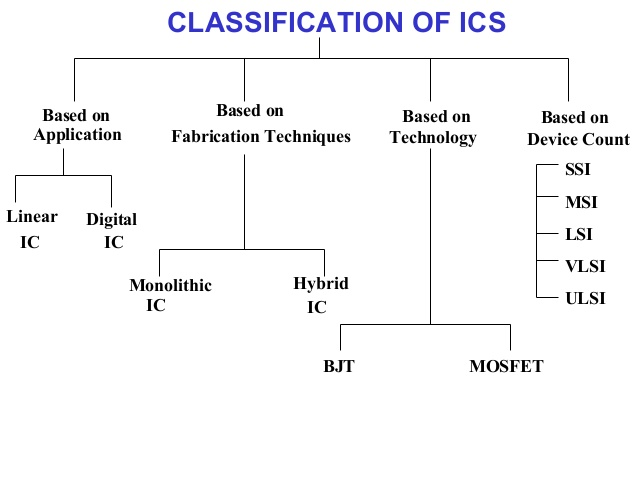 CLASSIFICATION OF ICS
Based on
Application
Based on
Fabrication Techniques
Based on
Technology
Based on
Device Count
SSI
MSI
LSI
VLSI
ULSI
Linear
IC
Digital
IC
Monolithic
IC
Hybrid
IC
BJT
MOSFET